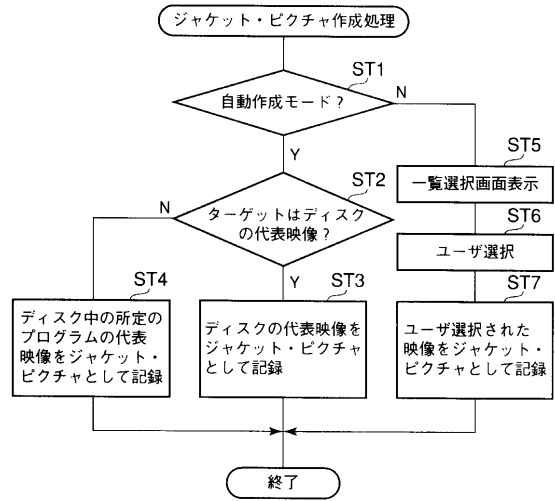 ジャケット・ピクチャ作成処理
ST1
自動作成モード？
N
Y
ST5
一覧選択画面表示
ST2
ターゲットはディスク
の代表映像？
N
Y
ST6
ユーザ選択
ST4
ディスク中の所定の
プログラムの代表
映像をジャケット・
ピクチャとして記録
ST3
ディスクの代表映像を
ジャケット・ピクチャ
として記録
ST7
ユーザ選択された
映像をジャケット・
ピクチャとして記録
終了